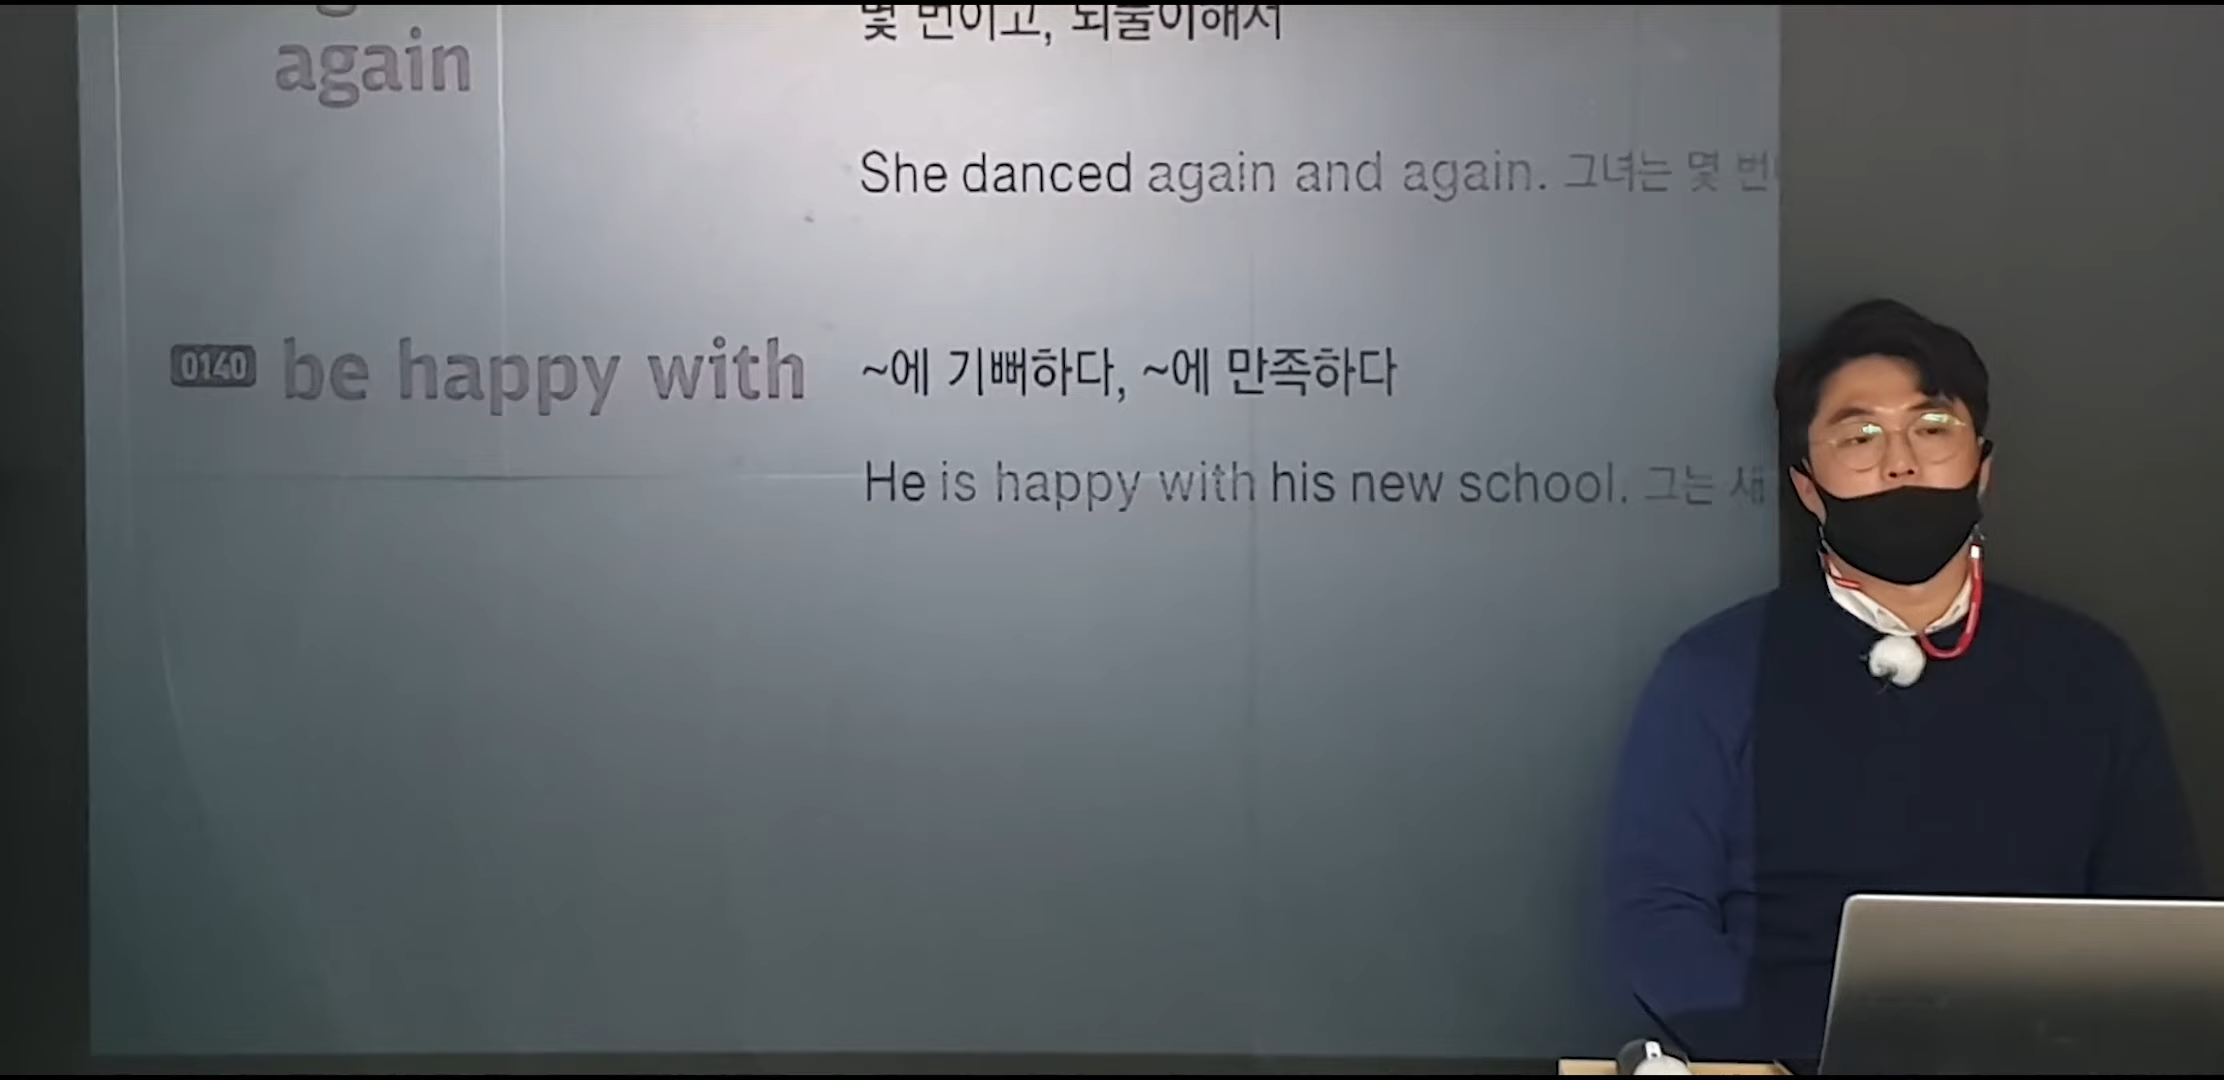 again
몇 번이고, 되풀이해서
She danced again and again. 그녀는 몇 번
0140 be happy with ~에 기뻐하다, ~에 만족하다
He is happy with his new school. 그는 새